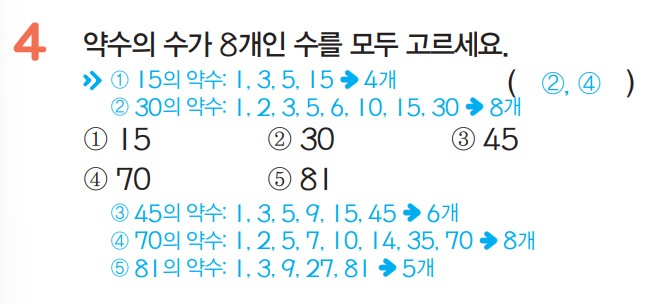 4 약수의 수가 8개인 수를 모두 고르세요.
≫ ① 15의 약수: 1, 3, 5, 15 ➔ 4개 ( ②, ④ )
② 30의 약수: 1, 2, 3, 5, 6, 10, 15, 30 ➔ 8개
① 15 ② 30 ③ 45
④ 70 ⑤ 81
③ 45의 약수: 1, 3, 5, 9, 15, 45 ➔ 6개
④ 70의 약수: 1, 2, 5, 7, 10, 14, 35, 70 ➔ 8개
⑤ 81의 약수: 1, 3, 9, 27, 81 ➔ 5개